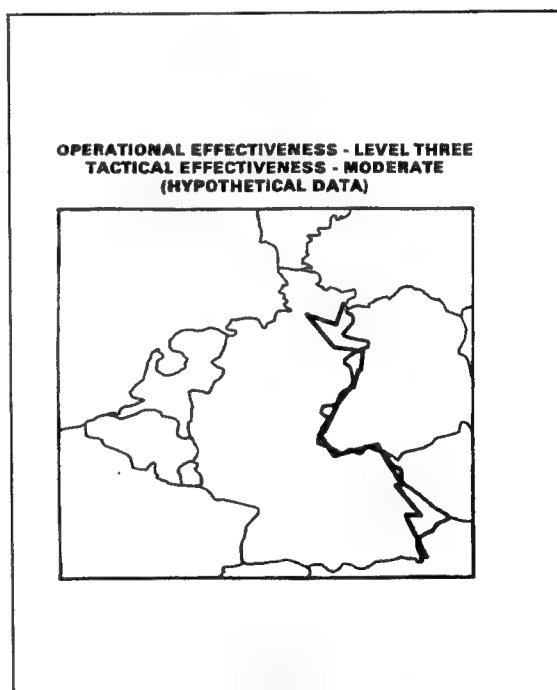 OPERATIONAL EFFECTIVENESS - LEVEL THREE
TACTICAL EFFECTIVENESS - MODERATE
(HYPOTHETICAL DATA)